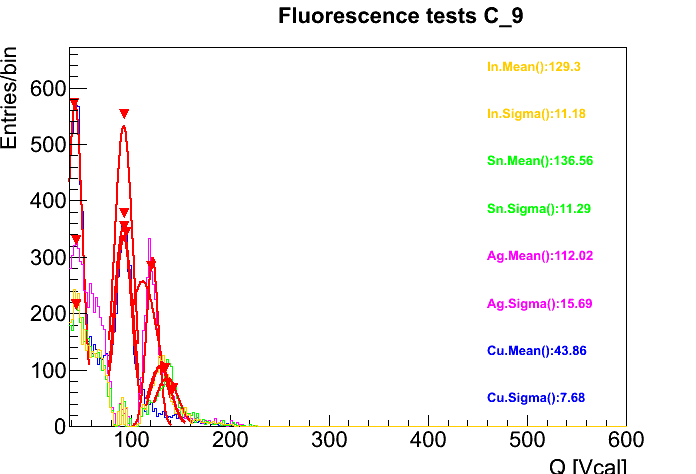 Fluorescence tests C_9
Entries/bin
600
500
400
300
200
100
0
In.Mean():129.3
In.Sigma():11.18
Sn.Mean():136.56
Sn.Sigma():11.29
Ag.Mean():112.02
Ag.Sigma():15.69
Cu.Mean():43.86
Cu.Sigma():7.68
100 200 300 400 500 600
Q [Vcal]